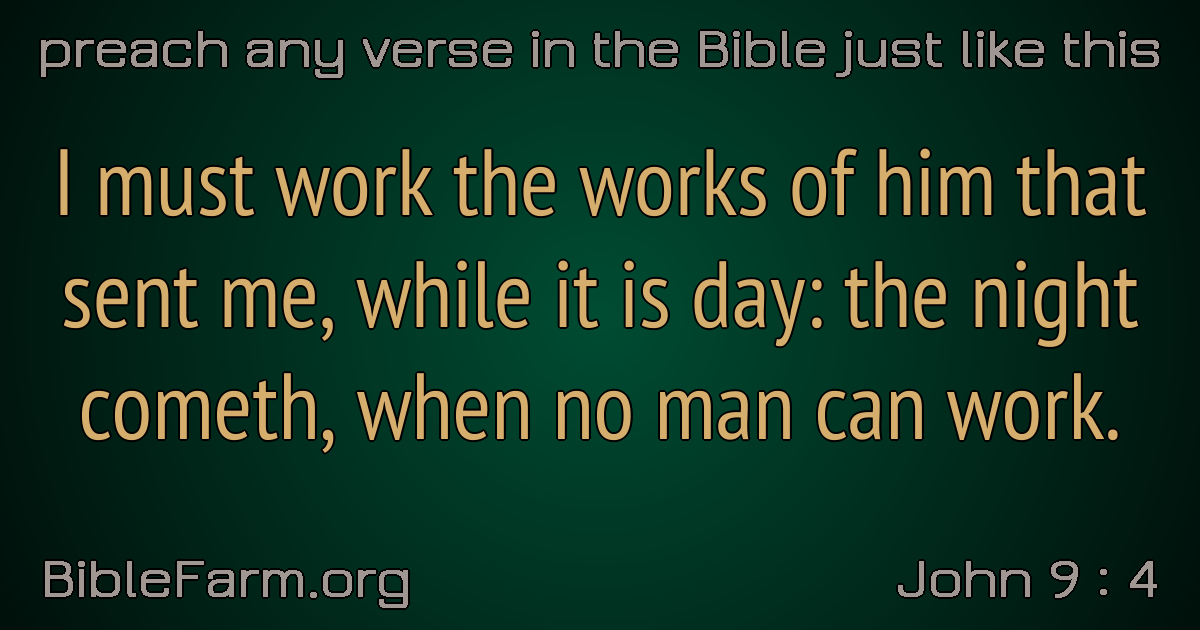 preach any verse in the Bible just like this
I must work the works of him that
sent me, while it is day: the night
cometh, when no man can work.
BibleFarm.org
John 9 : 4